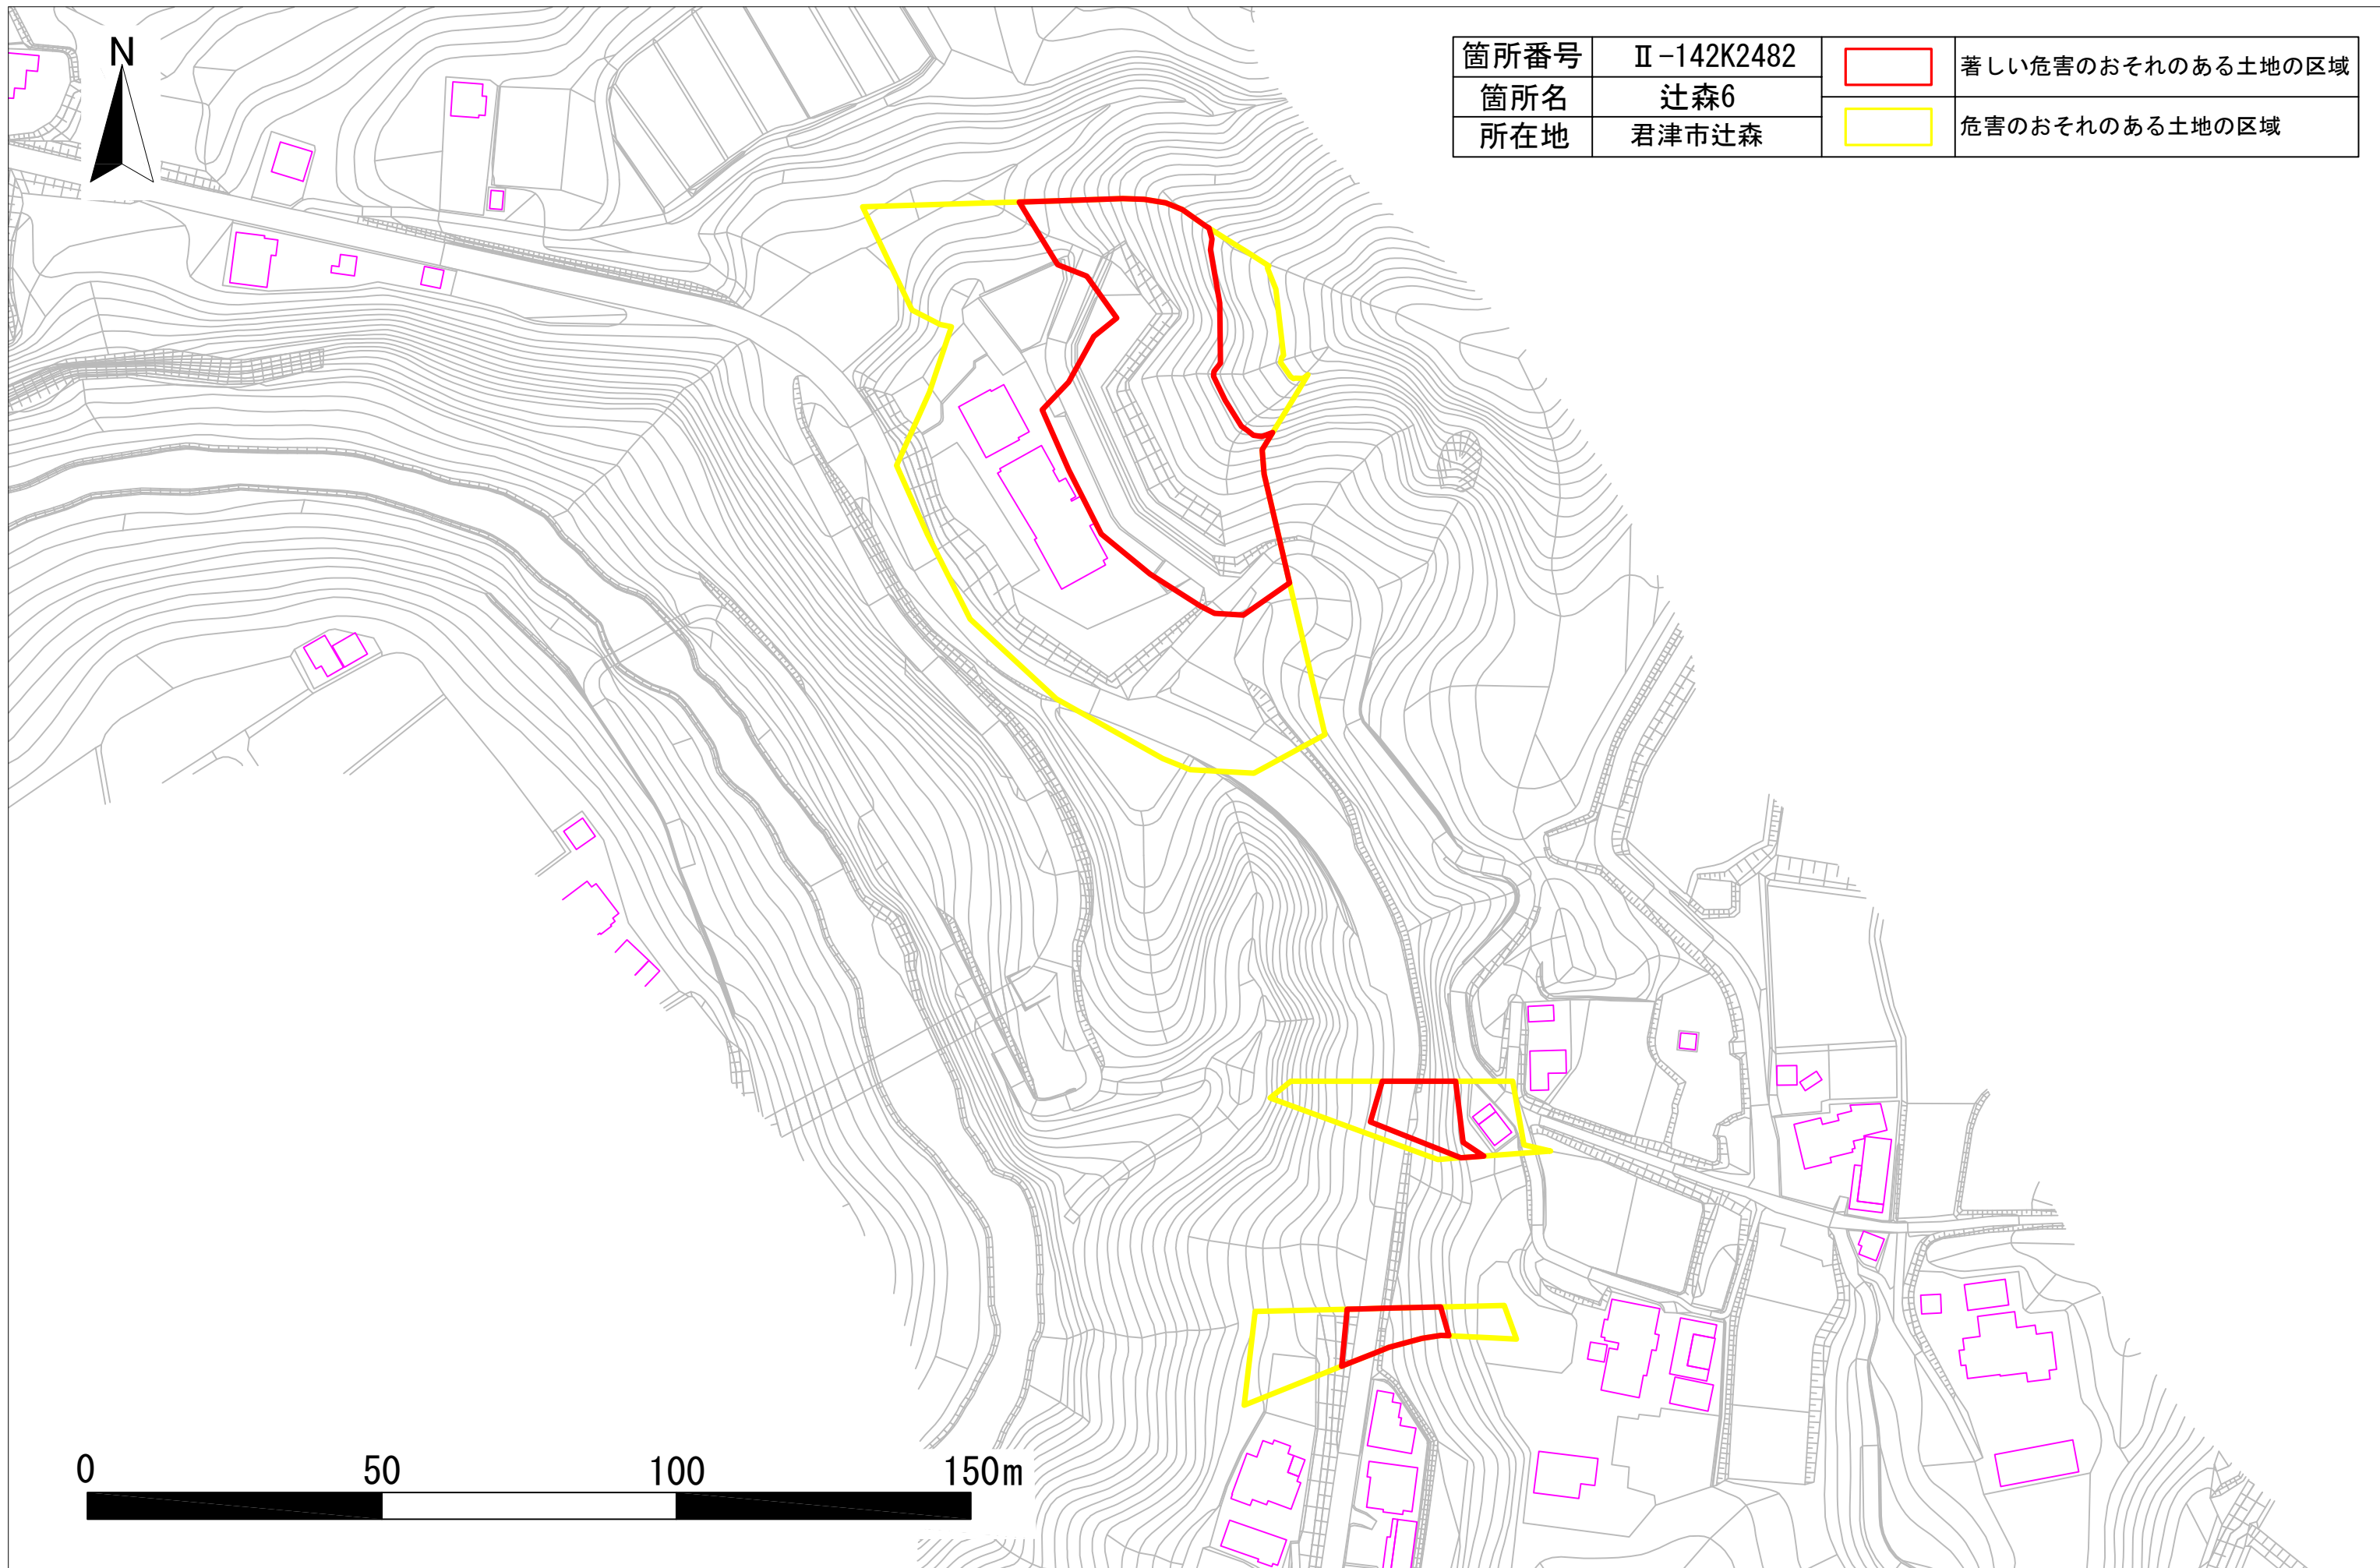 N
箇所番号 Ⅱ-142K2482
著しい危害のおそれのある土地の区域
箇所名 辻森6
危害のおそれのある土地の区域
所在地 君津市辻森
0 50 100 150m